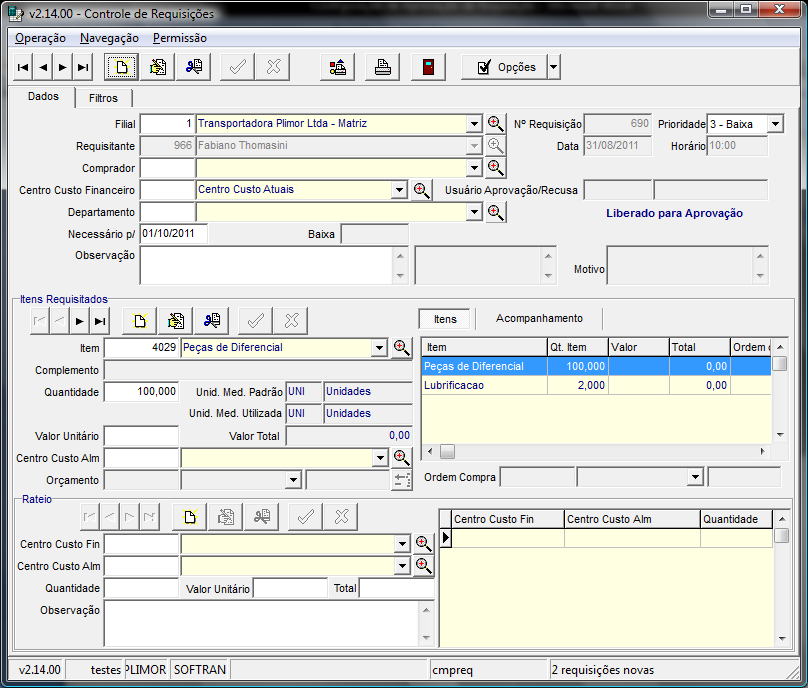 v2.14.00 - Controle de Requisições
Operação Navegação Permissão
Opções
Dados Filtros
Filial 1 Transportadora Plimor Ltda - Matriz Nº Requisição 690 Prioridade 3 - Baixa
Requisitante 966 Fabiano Thomasini Data 31/08/2011 Horário 10:00
Comprador
Centro Custo Financeiro Centro Custo Atuais Usuário Aprovação/Recusa
Departamento Liberado para Aprovação
Necessário p/ 01/10/2011 Baixa
Observação Motivo
Itens Requisitados
Itens Acompanhamento
Item 4029 Peças de Diferencial
Complemento
Quantidade 100,000 Unid. Med. Padrão UNI Unidades
Unid. Med. Utilizada UNI Unidades
Valor Unitário Valor Total 0,00
Centro Custo Alm
Orçamento
Item Qt. Item Valor Total Ordem
Peças de Diferencial 100,000 0,00
Lubrificacao 2,000 0,00
Ordem Compra
Rateio
Centro Custo Fin
Centro Custo Alm
Quantidade Valor Unitário Total
Observação
Centro Custo Fin Centro Custo Alm Quantidade
v2.14.00 testes PLIMOR SOFTRAN cmpreq 2 requisições novas